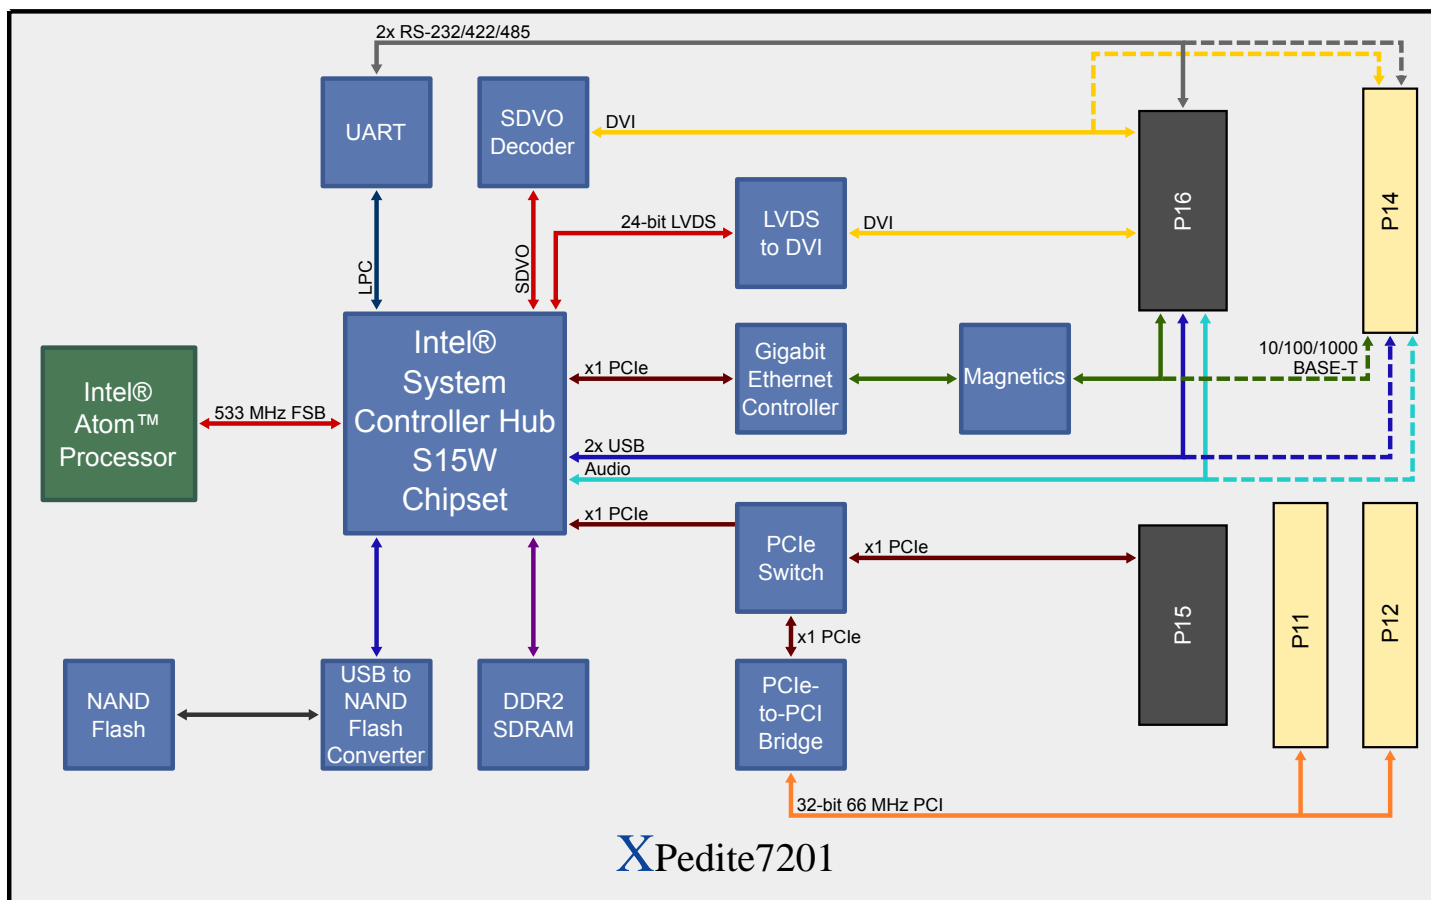 2x RS-232/422/485
UART
SDVO
Decoder
DVI
P16
P14
24-bit LVDS
LVDS
to DVI
DVI
LPC
SDVO
Intel®
System
Controller Hub
S15W
Chipset
Intel®
Atom™
Processor
533 MHz FSB
x1 PCIe
Gigabit
Ethernet
Controller
Magnetics
10/100/1000
BASE-T
2x USB
Audio
x1 PCIe
PCIe
Switch
x1 PCIe
P15
P11
P12
x1 PCIe
NAND
Flash
USB to
NAND
Flash
Converter
DDR2
SDRAM
PCIe-
to-PCI
Bridge
32-bit 66 MHz PCI
XPedite7201